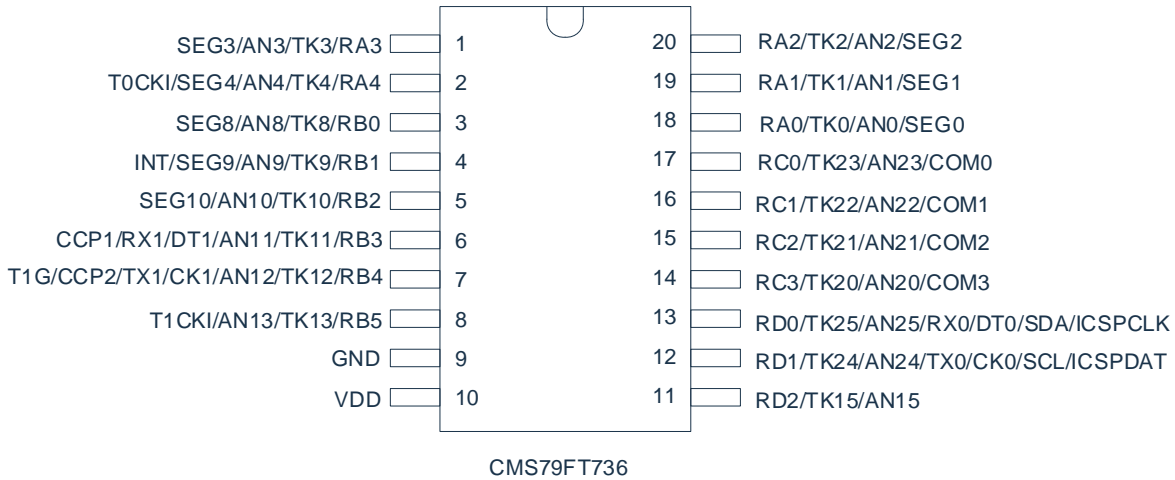 SEG3/AN3/TK3/RA3 1 20 RA2/TK2/AN2/SEG2
T0CKI/SEG4/AN4/TK4/RA4 2 19 RA1/TK1/AN1/SEG1
SEG8/AN8/TK8/RB0 3 18 RA0/TK0/AN0/SEG0
INT/SEG9/AN9/TK9/RB1 4 17 RC0/TK23/AN23/COM0
SEG10/AN10/TK10/RB2 5 16 RC1/TK22/AN22/COM1
CCP1/RX1/DT1/AN11/TK11/RB3 6 15 RC2/TK21/AN21/COM2
T1G/CCP2/TX1/CK1/AN12/TK12/RB4 7 14 RC3/TK20/AN20/COM3
T1CKI/AN13/TK13/RB5 8 13 RD0/TK25/AN25/RX0/DT0/SDA/ICSPCLK
GND 9 12 RD1/TK24/AN24/TX0/CK0/SCL/ICSPDAT
VDD 10 11 RD2/TK15/AN15
CMS79FT736